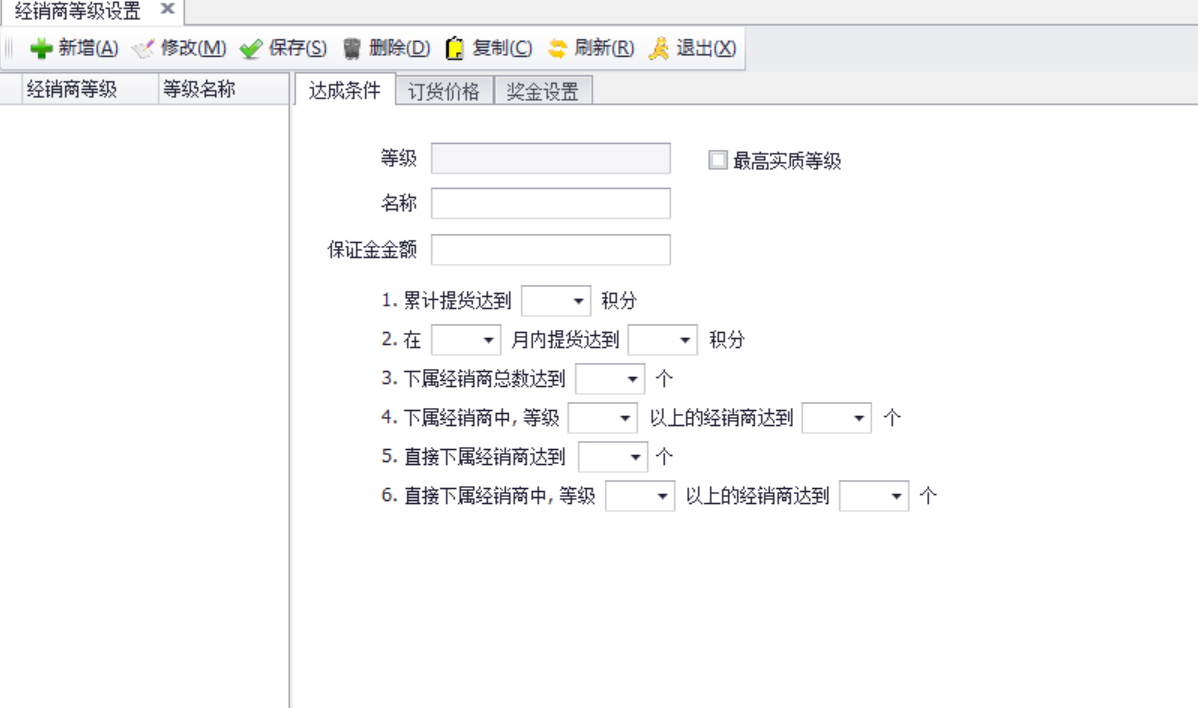 经销商等级设置
新增(A) 修改(M) 保存(S) 删除(D) 复制(C) 刷新(R) 退出(X)
经销商等级 等级名称 达成条件 订货价格 奖金设置
等级 最高实质等级
名称
保证金金额
1. 累计提货达到 积分
2. 在 月内提货达到 积分
3. 下属经销商总数达到 个
4. 下属经销商中, 等级 以上的经销商达到 个
5. 直接下属经销商达到 个
6. 直接下属经销商中, 等级 以上的经销商达到 个